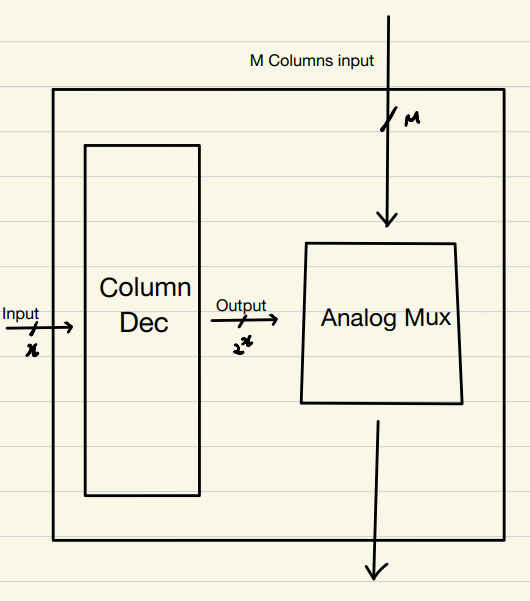 M Columns input
M
Column
Dec
Input
x
Output
2^x
Analog Mux